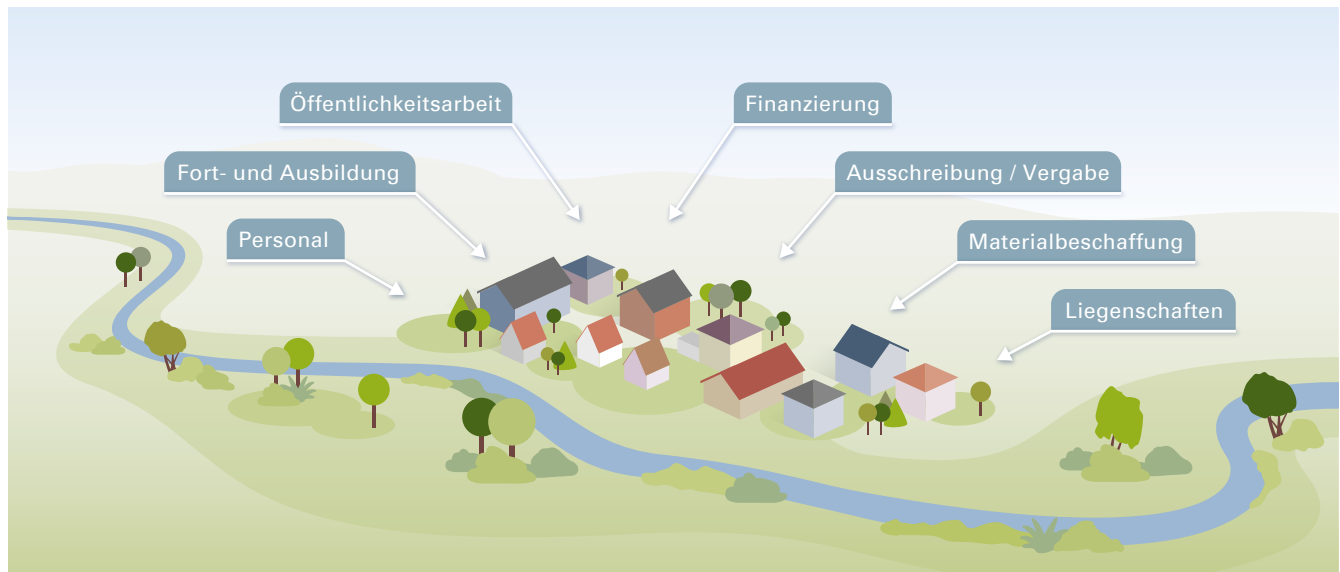 Öffentlichkeitsarbeit
Finanzierung
Fort- und Ausbildung
Ausschreibung / Vergabe
Personal
Materialbeschaffung
Liegenschaften